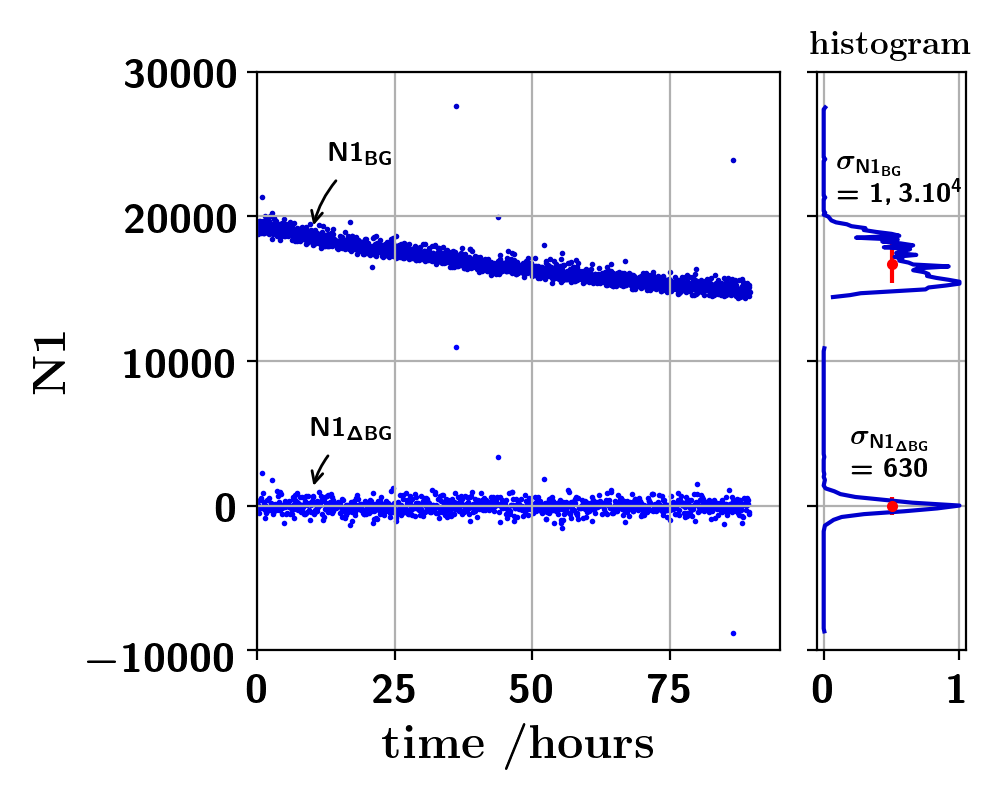 histogram
30000
20000
10000
0
−10000
N1
N1BG
N1ΔBG
σN1BG
= 1, 3.10⁴
σN1ΔBG
= 630
0 25 50 75
0 1
time /hours